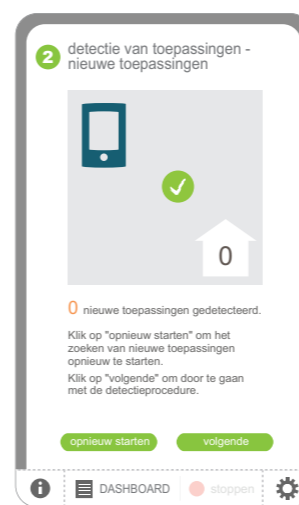 2
detectie van toepassingen -
nieuwe toepassingen
0
0 nieuwe toepassingen gedetecteerd.
Klik op "opnieuw starten" om het
zoeken van nieuwe toepassingen
opnieuw te starten.
Klik op "volgende" om door te gaan
met de detectieprocedure.
opnieuw starten volgende
i DASHBOARD stoppen